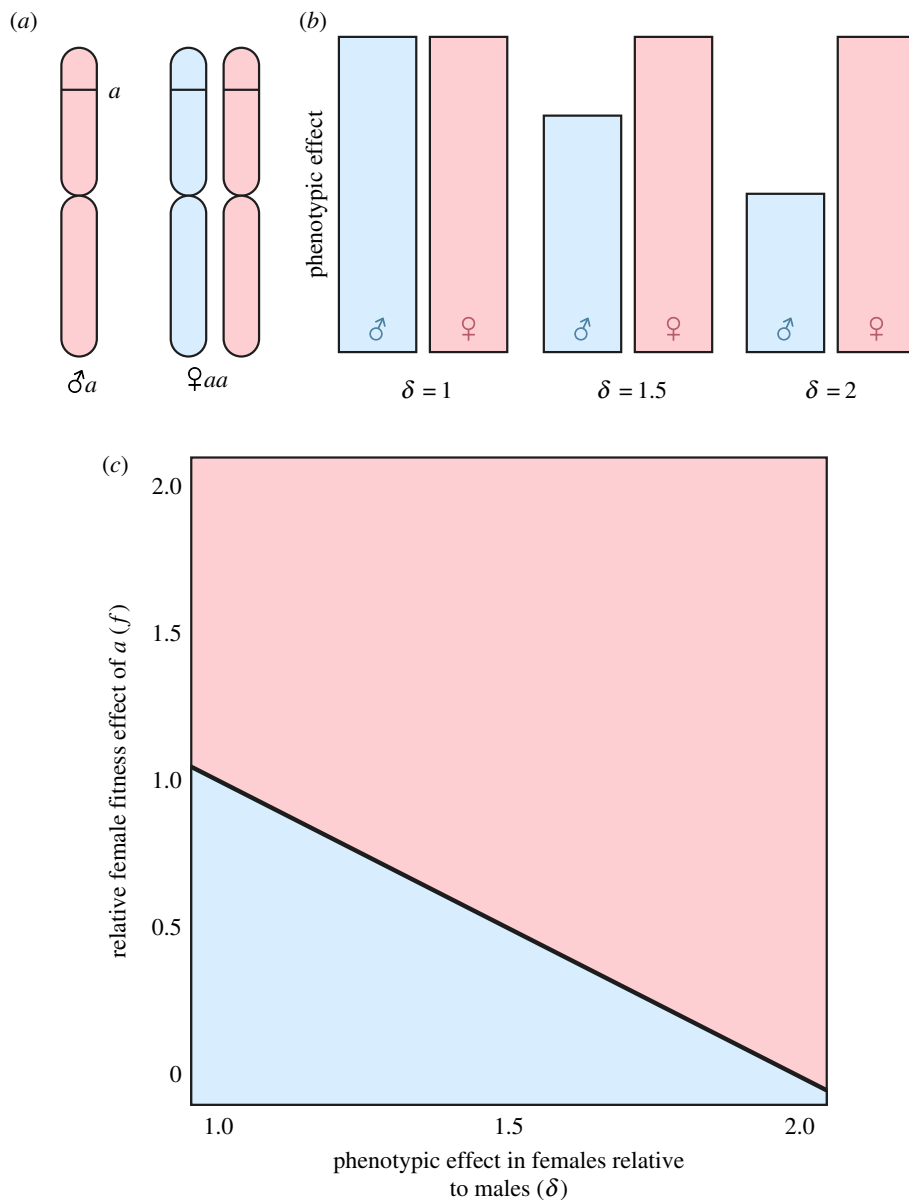 (a)
a
♂a
♀aa
(b)
phenotypic effect
♂
♀
♂
♀
♂
♀
δ = 1
δ = 1.5
δ = 2
(c)
relative female fitness effect of a (f)
2.0
1.5
1.0
0.5
0
1.0
1.5
2.0
phenotypic effect in females relative
to males (δ)